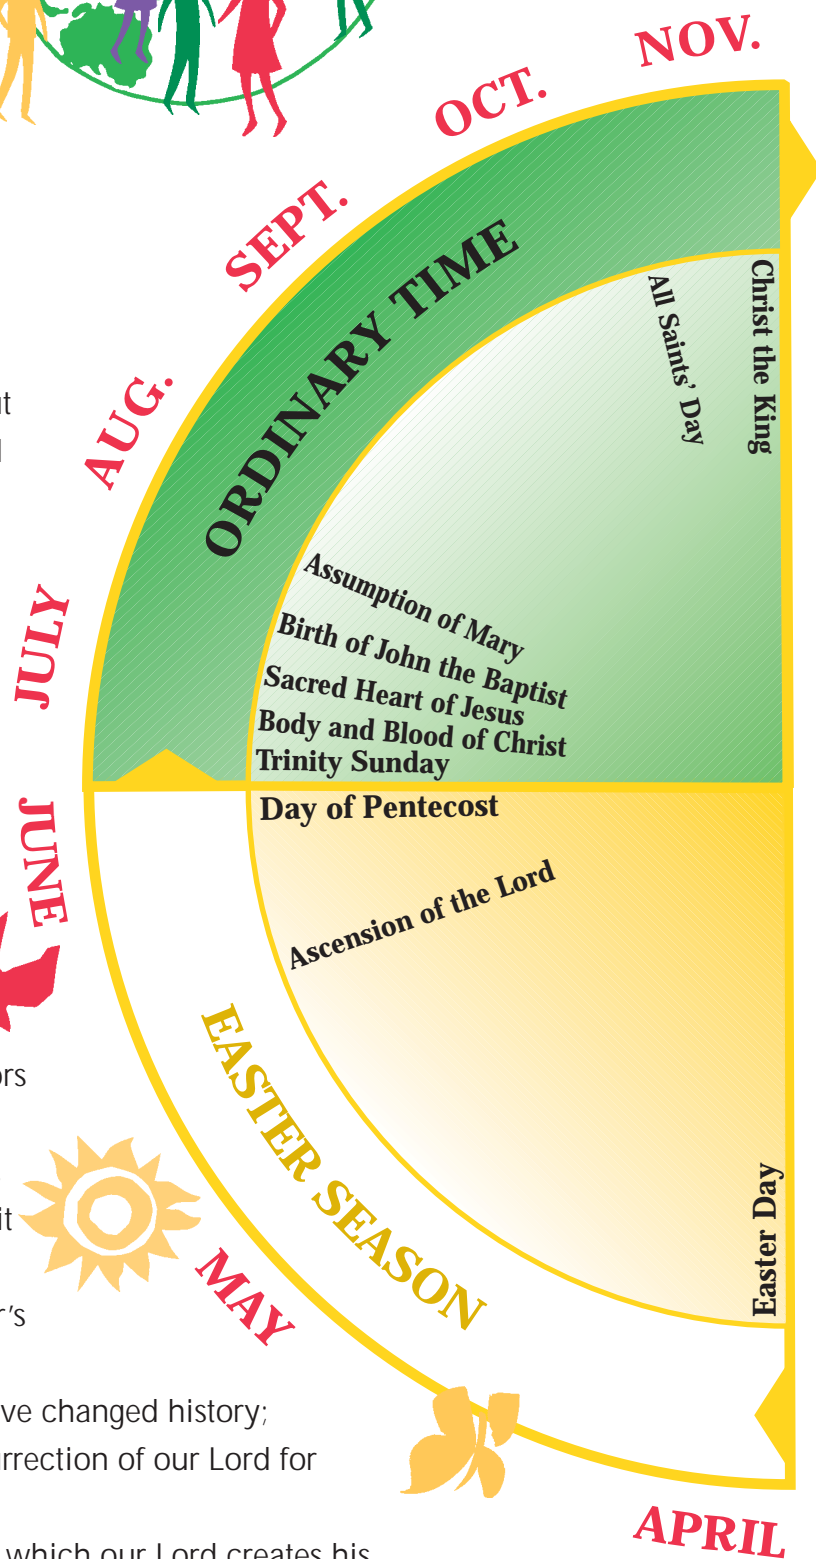 NOV.
OCT.
SEPT.
AUG.
JULY
JUNE
MAY
APRIL
ORDINARY TIME
Christ the King
All Saints’ Day
Assumption of Mary
Birth of John the Baptist
Sacred Heart of Jesus
Body and Blood of Christ
Trinity Sunday
Day of Pentecost
Ascension of the Lord
EASTER SEASON
Easter Day
ors
it
r’s
ve changed history;
rrection of our Lord for
which our Lord creates his